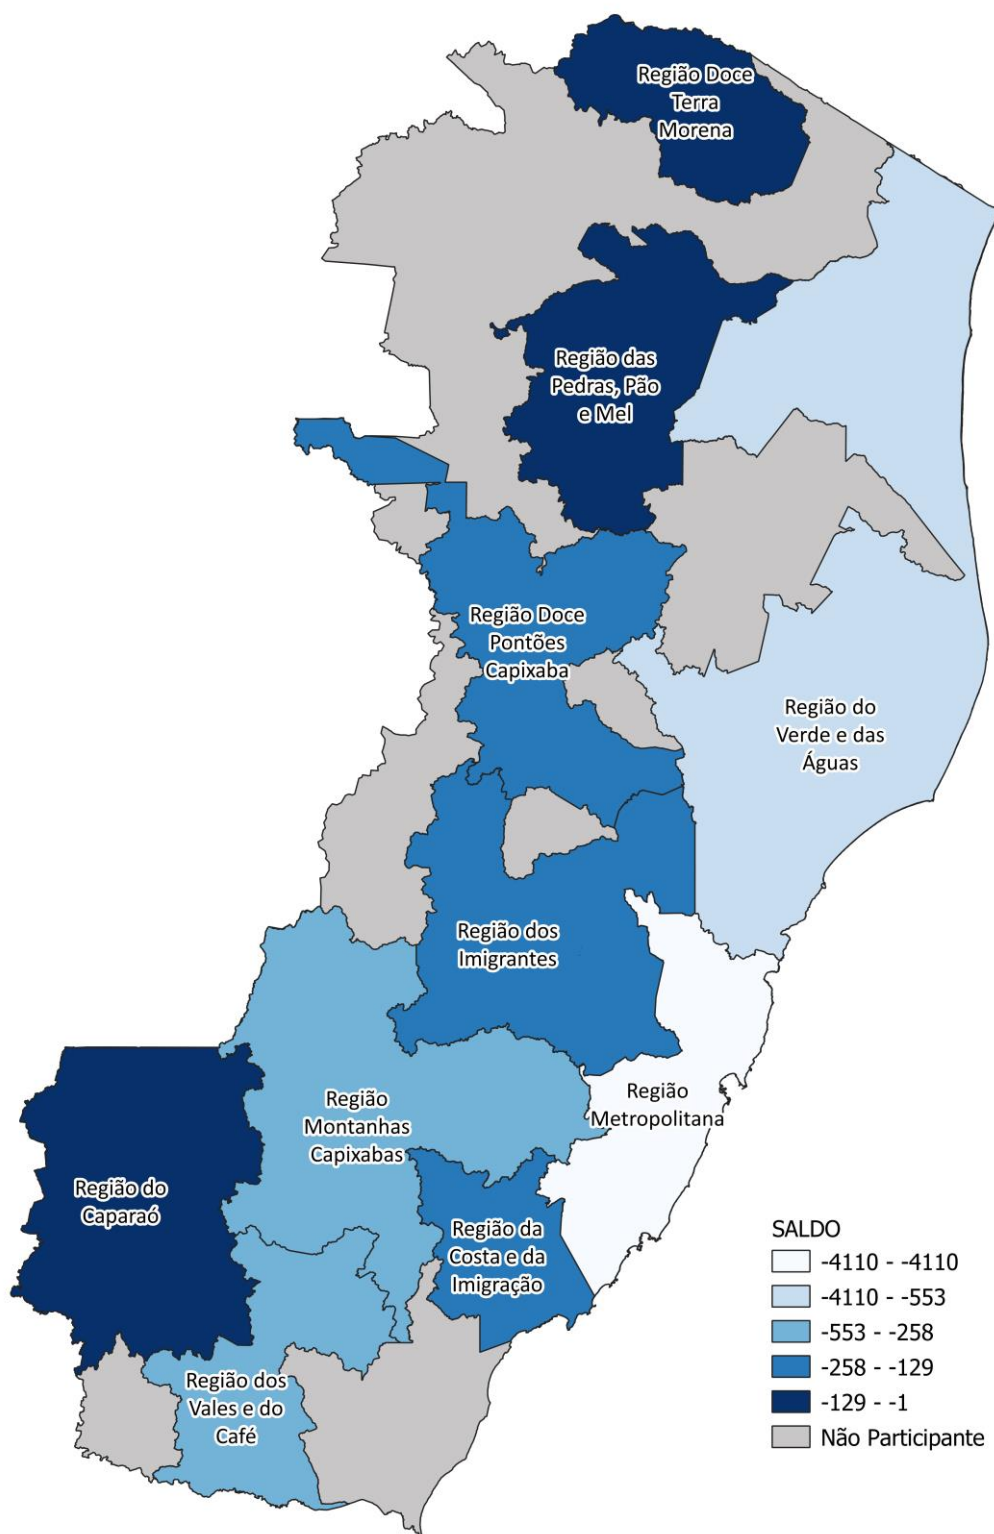 Região Doce
Terra
Morena
Região das
Pedras, Pão
e Mel
Região Doce
Pontões
Capixaba
Região do
Verde e das
Águas
Região dos
Imigrantes
Região
Metropolitana
Região
Montanhas
Capixabas
Região do
Caparaó
Região da
Costa e da
Imigração
Região dos
Vales e do
Café
SALDO
-4110 - -4110
-4110 - -553
-553 - -258
-258 - -129
-129 - -1
Não Participante